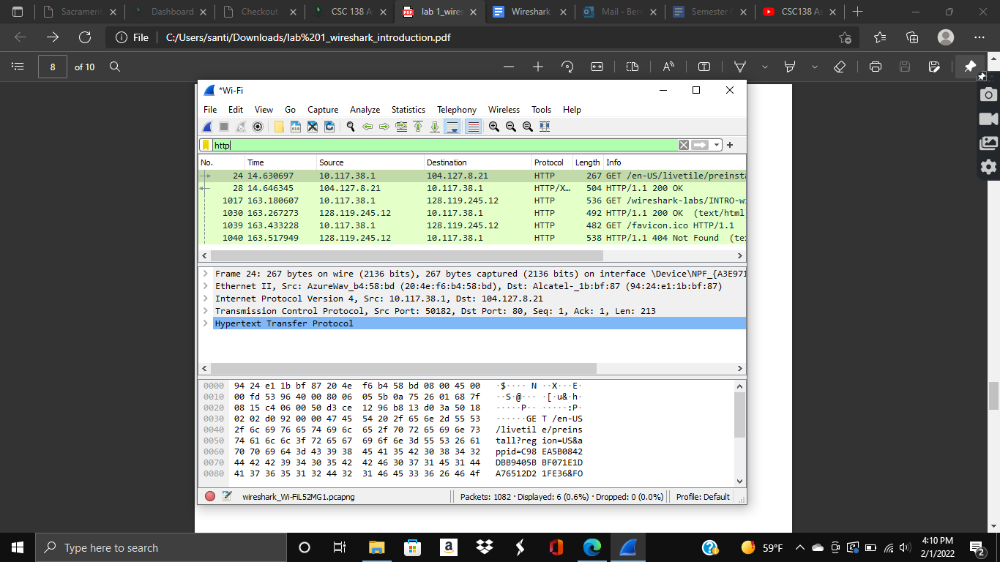 Sacrament
Dashboard
Checkout
CSC 138 As
lab 1_wires
Wireshark
Mail - Bern
Semester
CSC138 As
File C:/Users/santi/Downloads/lab%201_wireshark_introduction.pdf
8 of 10
*Wi-Fi
File Edit View Go Capture Analyze Statistics Telephony Wireless Tools Help
http
No. Time Source Destination Protocol Length Info
24 14.630697 10.117.38.1 104.127.8.21 HTTP 267 GET /en-US/livetile/preinsta
28 14.646345 104.127.8.21 10.117.38.1 HTTP/X… 504 HTTP/1.1 200 OK
1017 163.180607 10.117.38.1 128.119.245.12 HTTP 536 GET /wireshark-labs/INTRO-w
1030 163.267273 128.119.245.12 10.117.38.1 HTTP 492 HTTP/1.1 200 OK (text/html
1039 163.433228 10.117.38.1 128.119.245.12 HTTP 482 GET /favicon.ico HTTP/1.1
1040 163.517949 128.119.245.12 10.117.38.1 HTTP 538 HTTP/1.1 404 Not Found (te
Frame 24: 267 bytes on wire (2136 bits), 267 bytes captured (2136 bits) on interface \Device\NPF_{A3E971
Ethernet II, Src: AzureWav_b4:58:bd (20:4e:f6:b4:58:bd), Dst: Alcatel-_1b:bf:87 (94:24:e1:1b:bf:87)
Internet Protocol Version 4, Src: 10.117.38.1, Dst: 104.127.8.21
Transmission Control Protocol, Src Port: 50182, Dst Port: 80, Seq: 1, Ack: 1, Len: 213
Hypertext Transfer Protocol
0000 94 24 e1 1b bf 87 20 4e f6 b4 58 bd 08 00 45 00 ·$···· N ··X···E·
0010 00 fd 53 96 40 00 80 06 05 5b 0a 75 26 01 68 7f ··S·@··· ·[·u&·h·
0020 08 15 c4 06 00 50 d3 ce 12 96 b8 13 d0 3a 50 18 ·····P·· ·····:P·
0030 02 02 d0 92 00 00 47 45 54 20 2f 65 6e 2d 55 53 ······GE T /en-US
0040 2f 6c 69 76 65 74 69 6c 65 2f 70 72 65 69 6e 73 /livetil e/preins
0050 74 61 6c 6c 3f 72 65 67 69 6f 6e 3d 55 53 26 61 tall?reg ion=US&a
0060 70 70 69 64 3d 43 39 38 45 41 35 42 30 38 34 32 ppid=C98 EA5B0842
0070 44 42 42 39 34 30 35 42 42 46 30 37 31 45 31 44 DBB9405B BF071E1D
0080 41 37 36 35 31 32 44 32 31 46 45 33 36 26 46 4f A76512D2 1FE36&FO
wireshark_Wi-FiL52MG1.pcapng Packets: 1082 · Displayed: 6 (0.6%) · Dropped: 0 (0.0%) Profile: Default
Type here to search
59°F
4:10 PM
2/1/2022
2